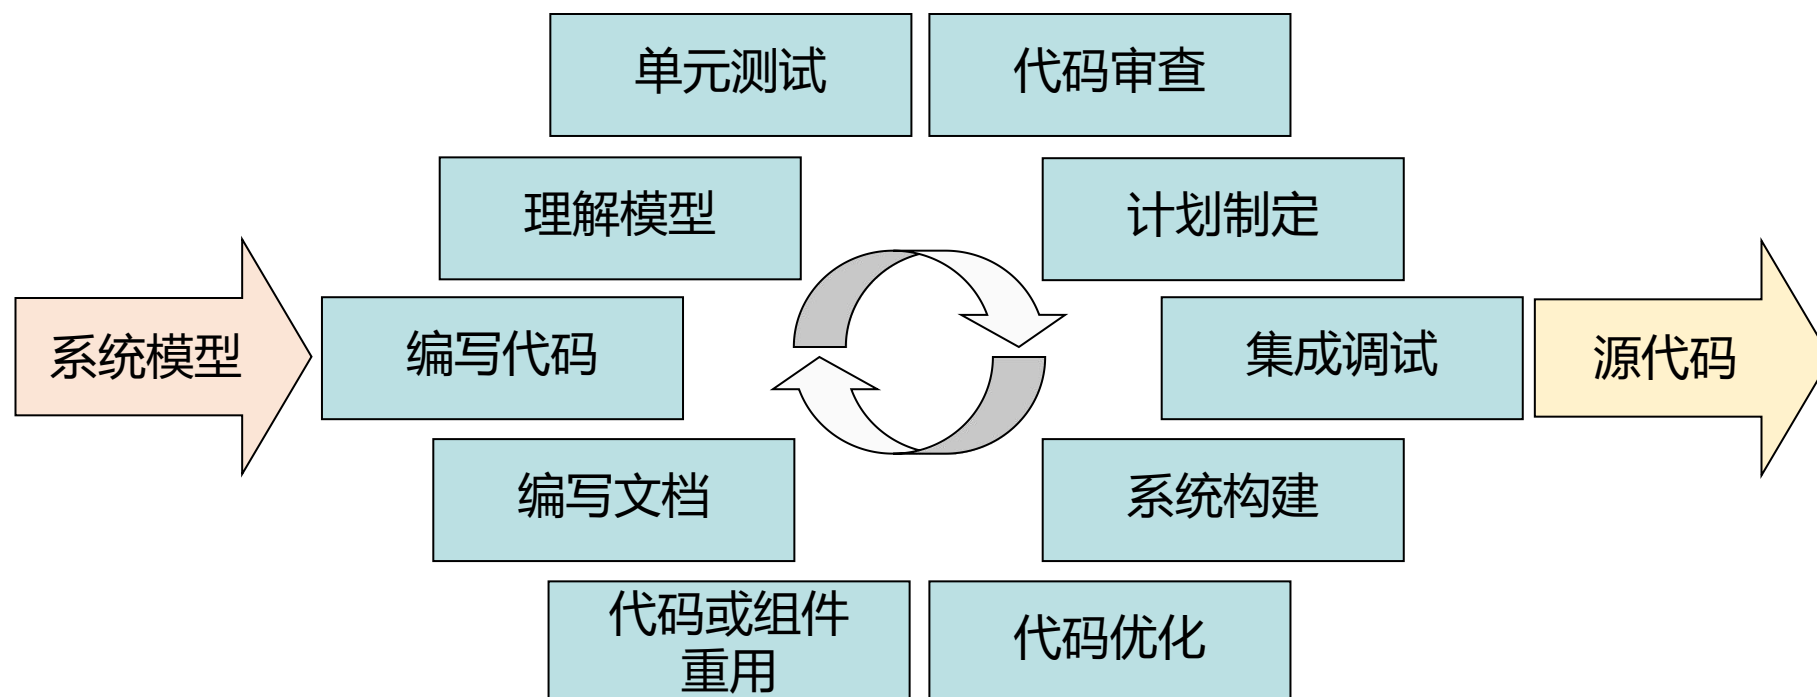 单元测试
代码审查
理解模型
计划制定
系统模型
编写代码
集成调试
源代码
编写文档
系统构建
代码或组件
重用
代码优化